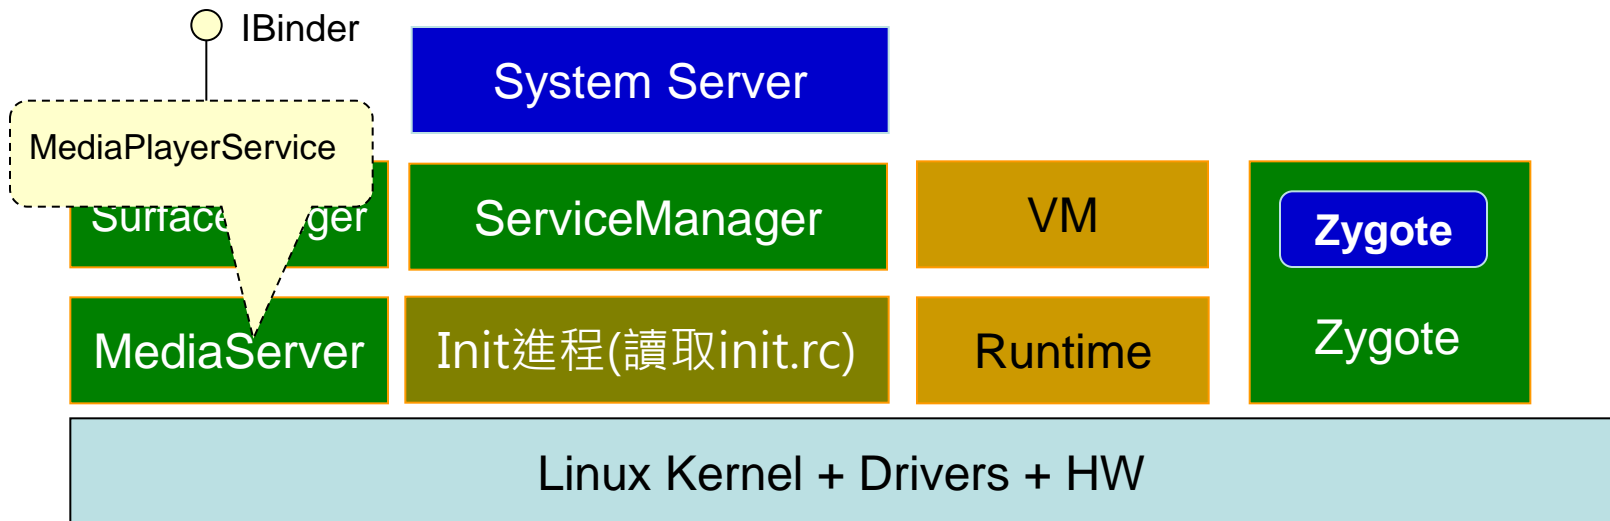 IBinder
System Server
MediaPlayerService
ServiceManager
VM
Zygote
Zygote
MediaServer
Init進程(讀取init.rc)
Runtime
Linux Kernel + Drivers + HW